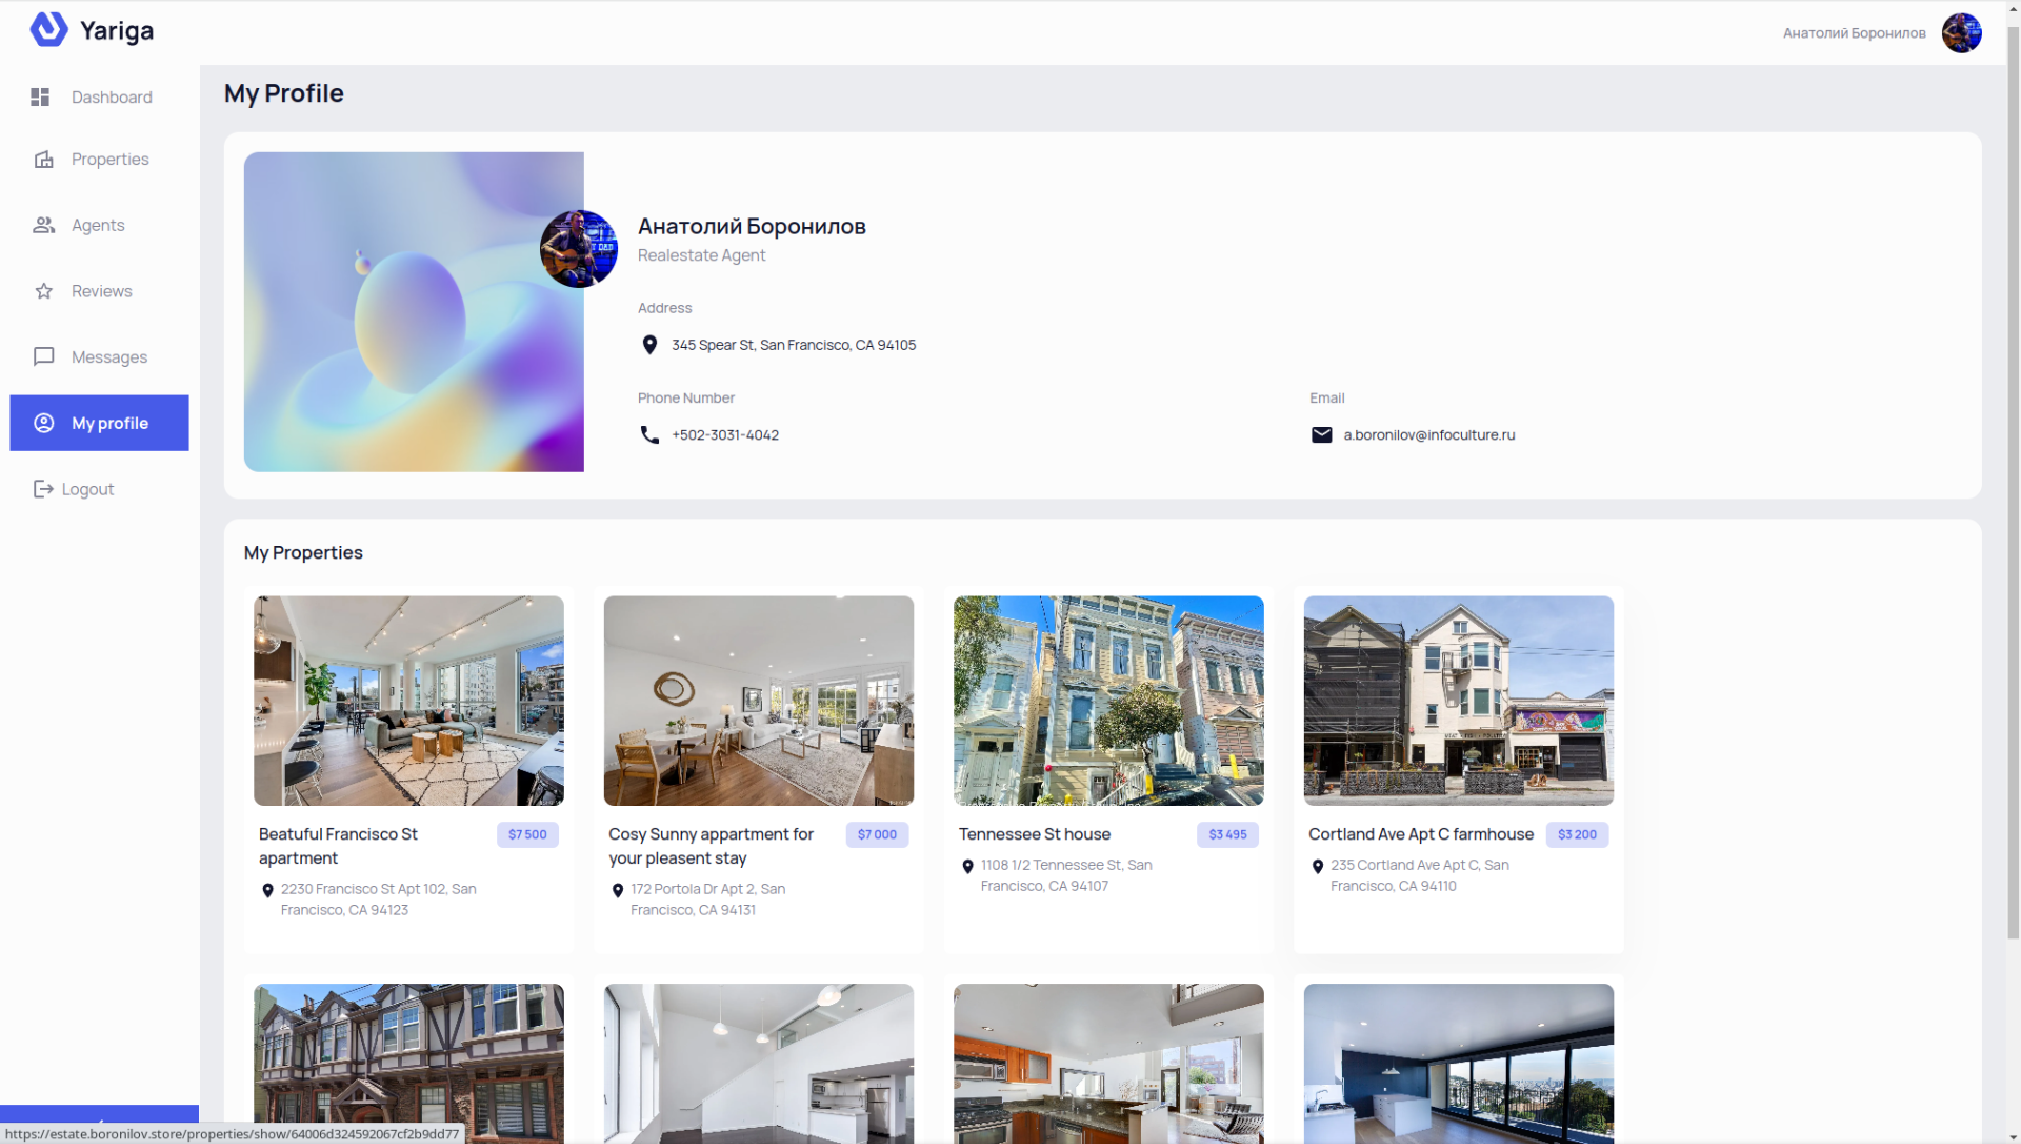 Yariga
Анатолий Боронилов
Dashboard
Properties
Agents
Reviews
Messages
My profile
Logout
My Profile
Анатолий Боронилов
Realestate Agent
Address
345 Spear St, San Francisco, CA 94105
Phone Number
+502-3031-4042
Email
a.boronilov@infoculture.ru
My Properties
Beatuful Francisco St
apartment
$7 500
2230 Francisco St Apt 102, San
Francisco, CA 94123
Cosy Sunny appartment for
your pleasent stay
$7 000
172 Portola Dr Apt 2, San
Francisco, CA 94131
Tennessee St house
$3 495
1108 1/2 Tennessee St, San
Francisco, CA 94107
Cortland Ave Apt C farmhouse
$3 200
235 Cortland Ave Apt C, San
Francisco, CA 94110
https://estate.boronilov.store/properties/show/64006d324592067cf2b9dd77